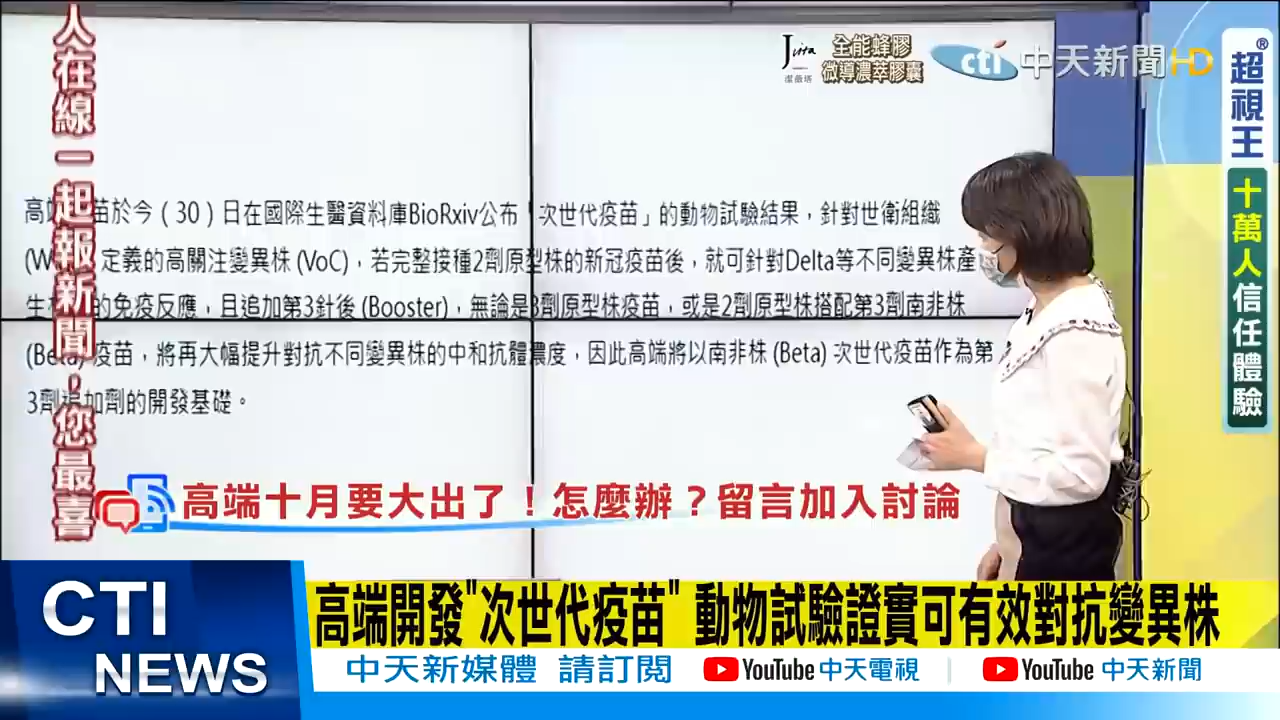 人在線一起報新聞，您最喜
Jvita
潔薇塔
全能蜂膠
微導濃萃膠囊
cti 中天新聞HD
超視王®
十萬人信任體驗
高 苗於今（30）日在國際生醫資料庫BioRxiv公布「次世代疫苗」的動物試驗結果，針對世衛組織
(W 定義的高關注變異株 (VoC)，若完整接種2劑原型株的新冠疫苗後，就可針對Delta等不同變異株產
生 的免疫反應，且追加第3針後 (Booster)，無論是3劑原型株疫苗，或是2劑原型株搭配第3劑南非株
(Beta) 疫苗，將再大幅提升對抗不同變異株的中和抗體濃度，因此高端將以南非株 (Beta) 次世代疫苗作為第
3劑追加劑的開發基礎。
高端十月要大出了！怎麼辦？留言加入討論
CTI
NEWS
高端開發"次世代疫苗" 動物試驗證實可有效對抗變異株
中天新媒體 請訂閱 YouTube 中天電視 | YouTube 中天新聞